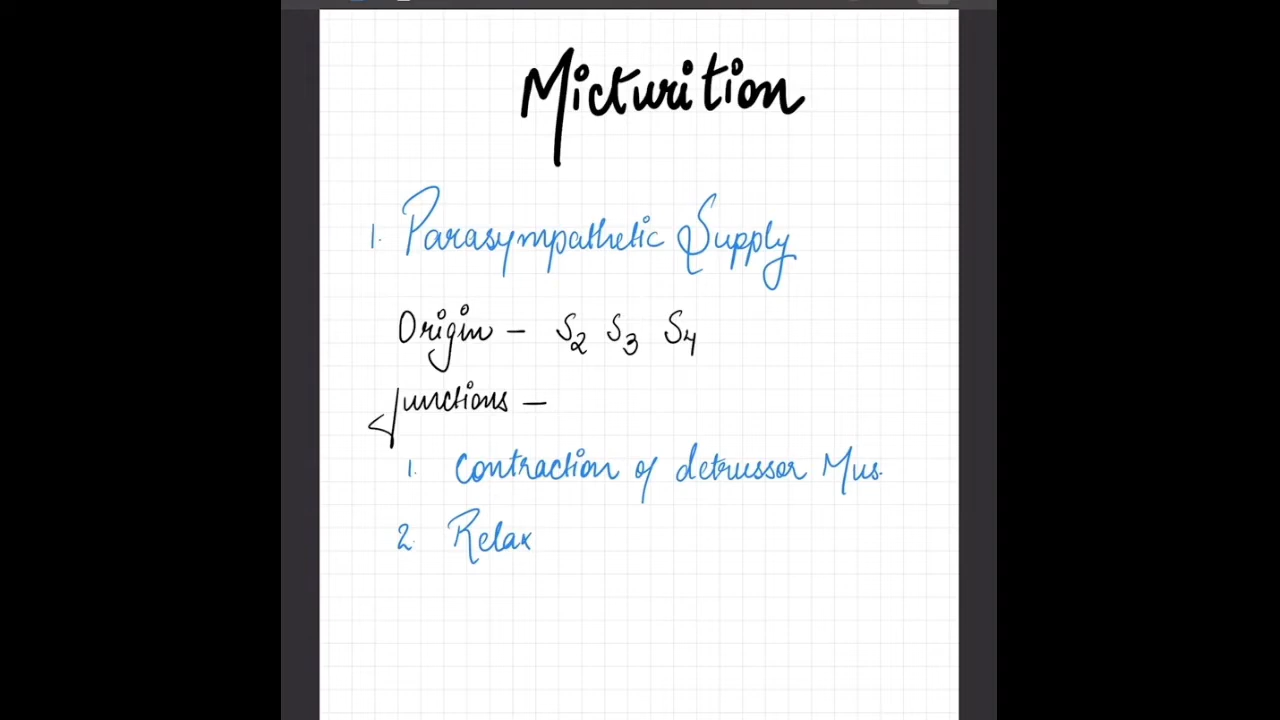 Micturition
1. Parasympathetic Supply
Origin – S2 S3 S4
Functions –
1. Contraction of detrussor Mus.
2. Relax